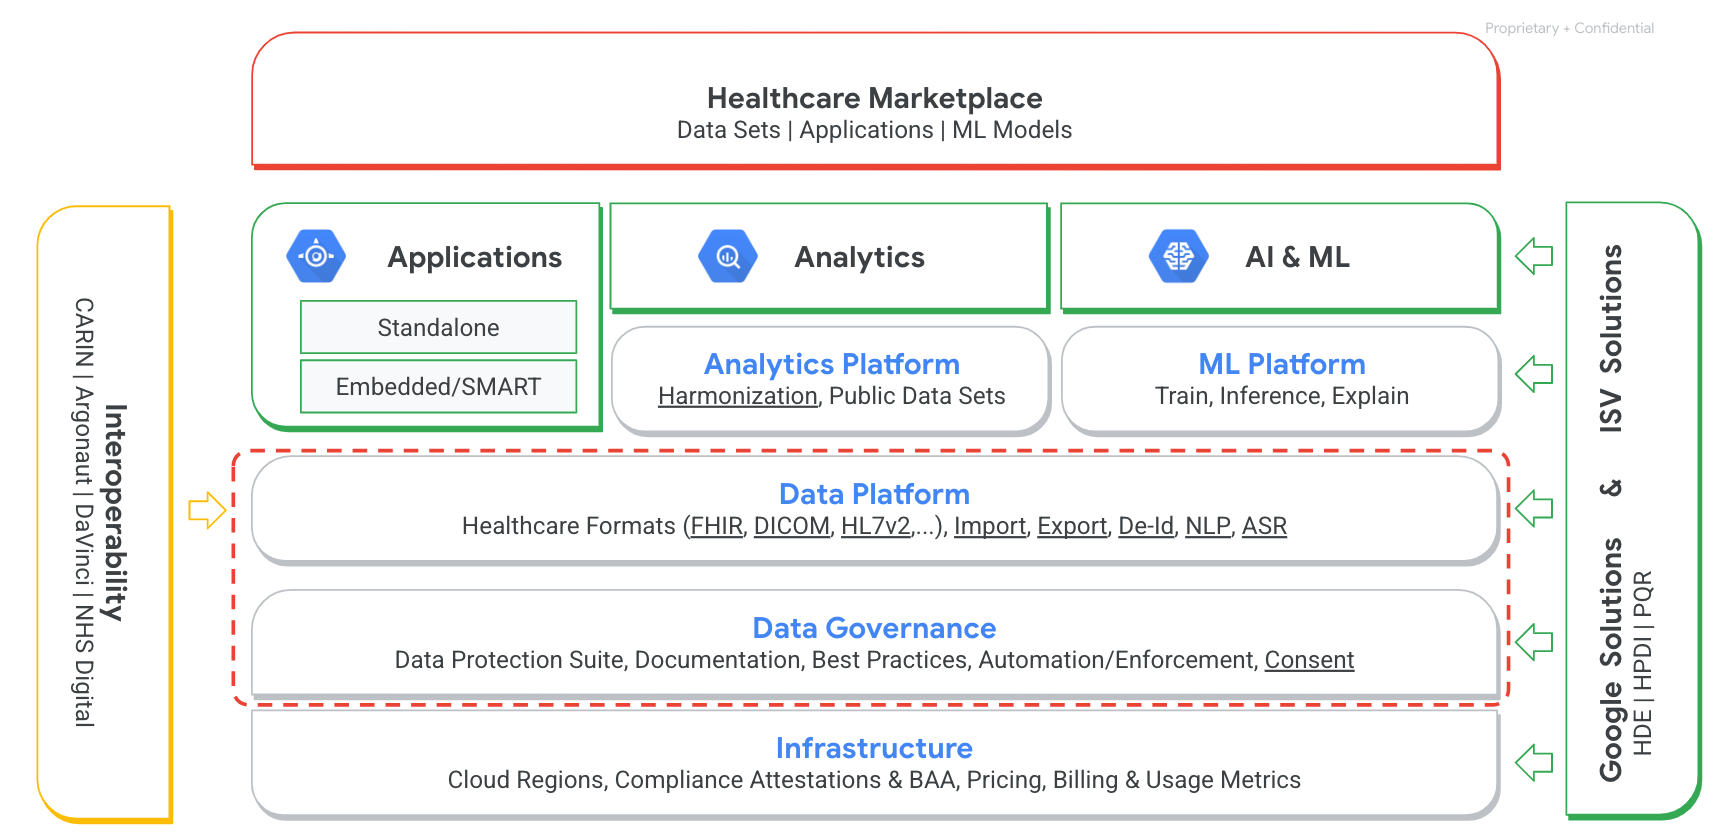 Proprietary + Confidential
Healthcare Marketplace
Data Sets | Applications | ML Models
Interoperability
CARIN | Argonaut | DaVinci | NHS Digital
Applications
Standalone
Embedded/SMART
Analytics
AI & ML
Analytics Platform
Harmonization, Public Data Sets
ML Platform
Train, Inference, Explain
Data Platform
Healthcare Formats (FHIR, DICOM, HL7v2,...), Import, Export, De-Id, NLP, ASR
Data Governance
Data Protection Suite, Documentation, Best Practices, Automation/Enforcement, Consent
Infrastructure
Cloud Regions, Compliance Attestations & BAA, Pricing, Billing & Usage Metrics
Google Solutions & ISV Solutions
HDE | HPDI | PQR